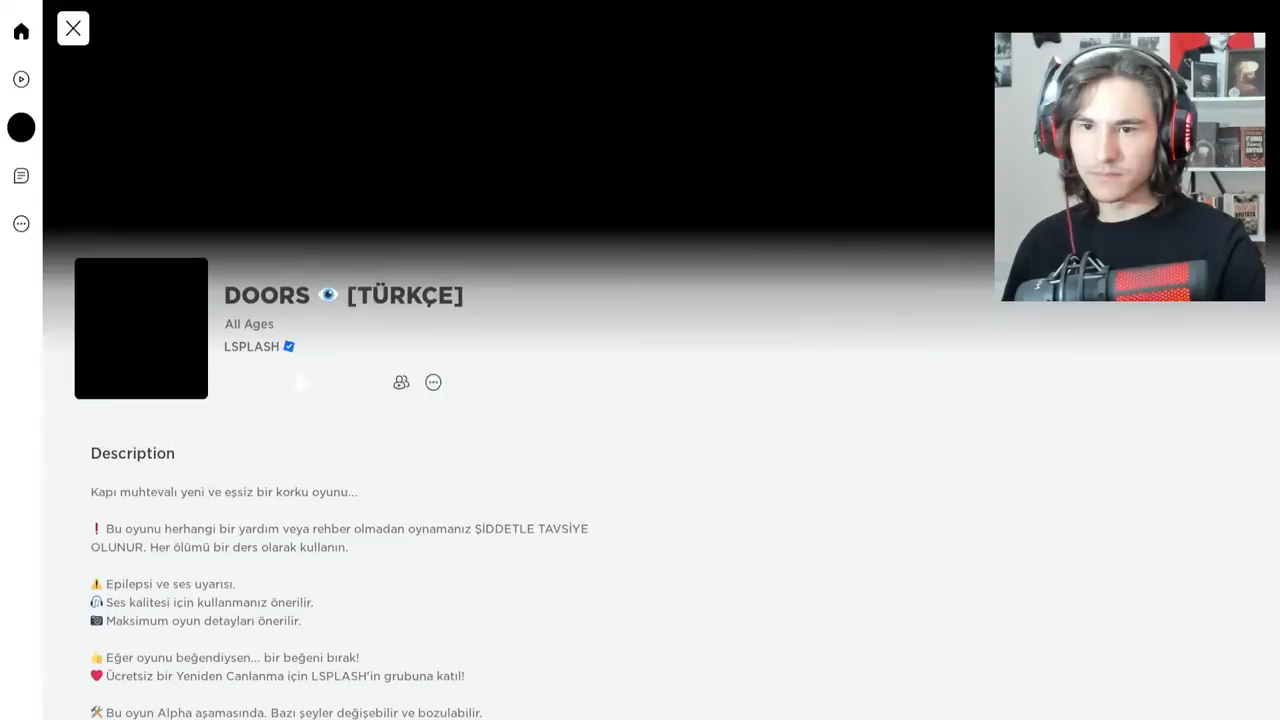 DOORS 👁 [TÜRKÇE]
All Ages
LSPLASH
Description
Kapı muhtevalı yeni ve eşsiz bir korku oyunu...
❗ Bu oyunu herhangi bir yardım veya rehber olmadan oynamanız ŞİDDETLE TAVSİYE
OLUNUR. Her ölümü bir ders olarak kullanın.
⚠️ Epilepsi ve ses uyarısı.
🎧 Ses kalitesi için kullanmanız önerilir.
📷 Maksimum oyun detayları önerilir.
👍 Eğer oyunu beğendiysen... bir beğeni bırak!
❤️ Ücretsiz bir Yeniden Canlanma için LSPLASH'in grubuna katıl!
🛠️ Bu oyun Alpha aşamasında. Bazı şeyler değişebilir ve bozulabilir.